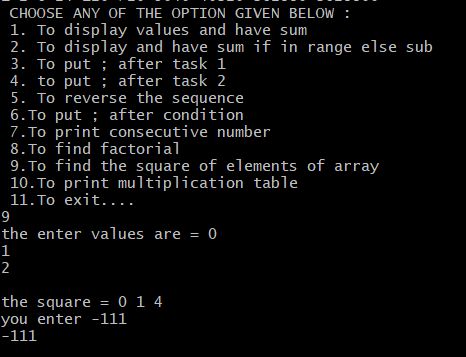 CHOOSE ANY OF THE OPTION GIVEN BELOW :
1. To display values and have sum
2. To display and have sum if in range else sub
3. To put ; after task 1
4. to put ; after task 2
5. To reverse the sequence
6.To put ; after condition
7.To print consecutive number
8.To find factorial
9.To find the square of elements of array
10.To print multiplication table
11.To exit....
9
the enter values are = 0
1
2
the square = 0 1 4
you enter -111
-111